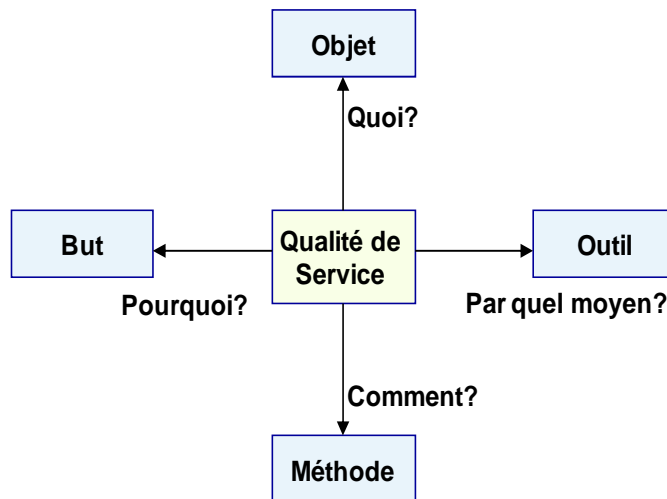 Objet
Quoi?
But
Qualité de
Service
Outil
Pourquoi?
Par quel moyen?
Comment?
Méthode